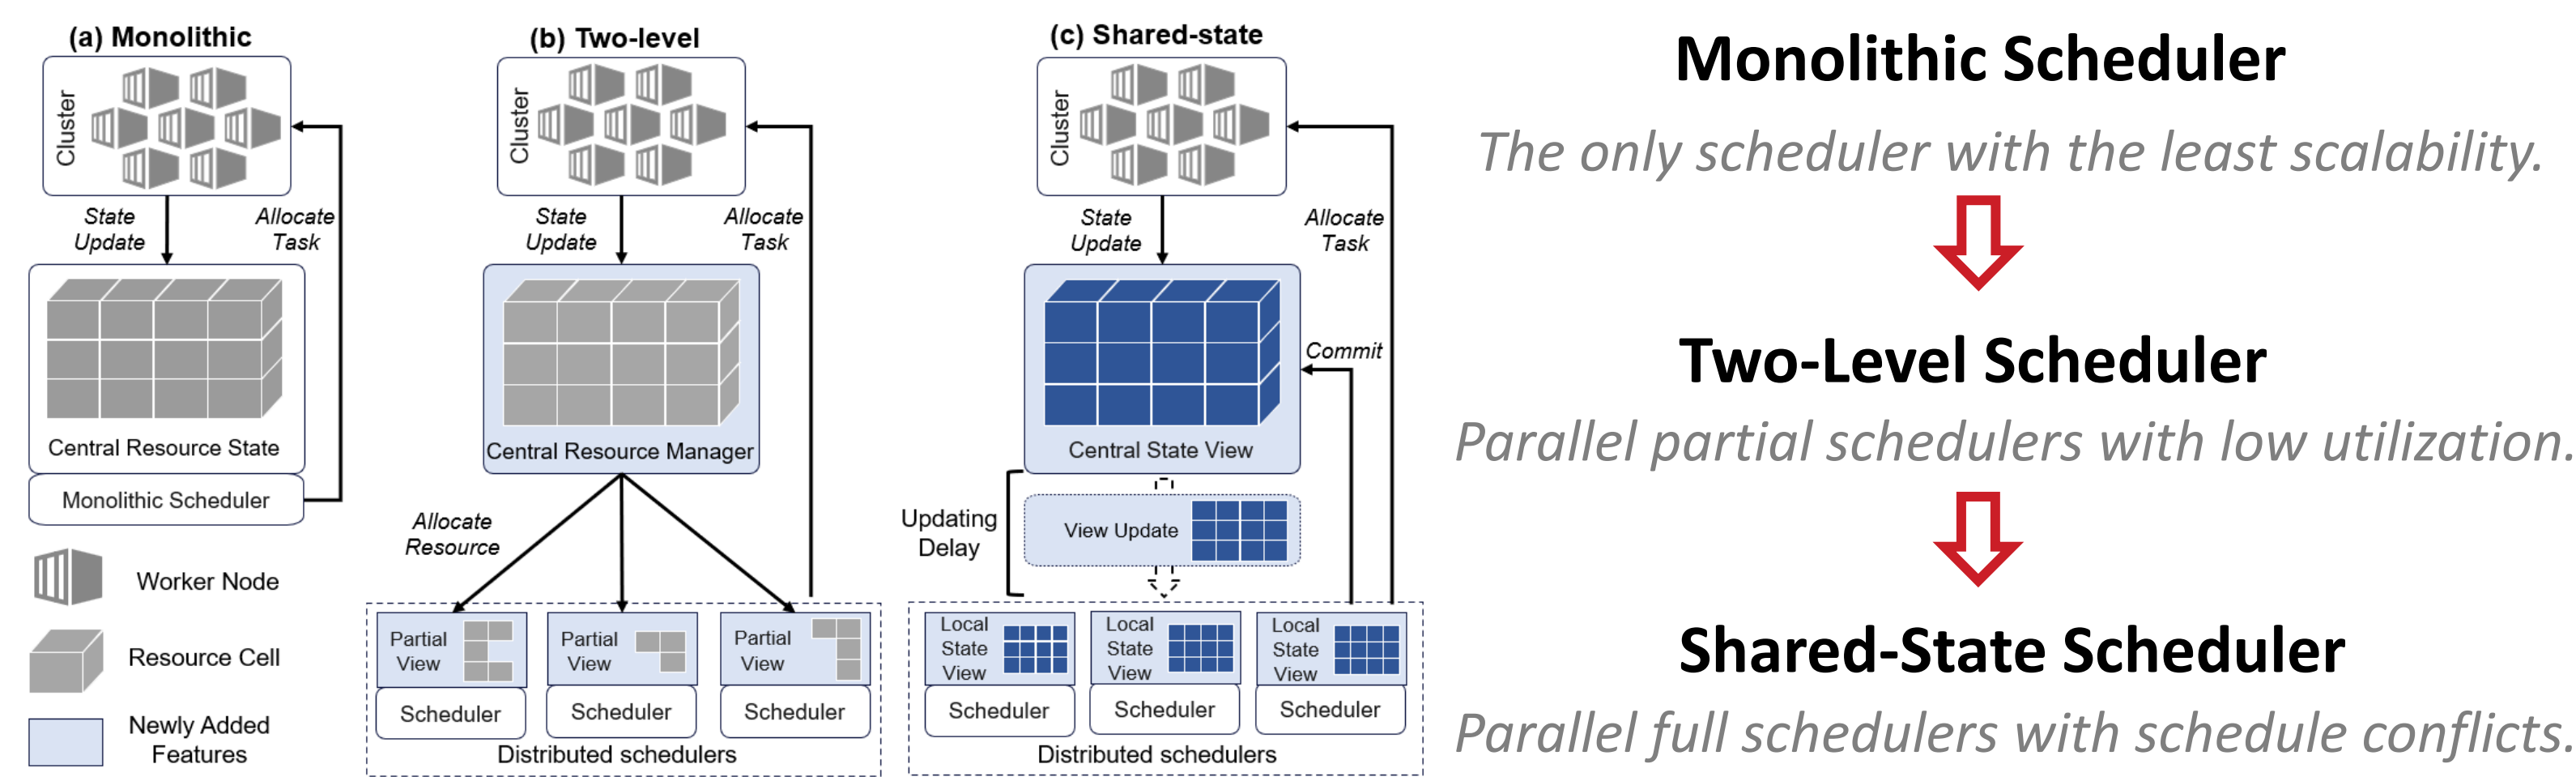 (a) Monolithic
Cluster
State
Update
Allocate
Task
Central Resource State
Monolithic Scheduler
Worker Node
Resource Cell
Newly Added
Features
(b) Two-level
Cluster
State
Update
Allocate
Task
Central Resource Manager
Allocate
Resource
Partial
View
Scheduler
Partial
View
Scheduler
Partial
View
Scheduler
Distributed schedulers
(c) Shared-state
Cluster
State
Update
Allocate
Task
Commit
Central State View
Updating
Delay
View Update
Local
State
View
Scheduler
Local
State
View
Scheduler
Local
State
View
Scheduler
Distributed schedulers
Monolithic Scheduler
The only scheduler with the least scalability.
Two-Level Scheduler
Parallel partial schedulers with low utilization.
Shared-State Scheduler
Parallel full schedulers with schedule conflicts.